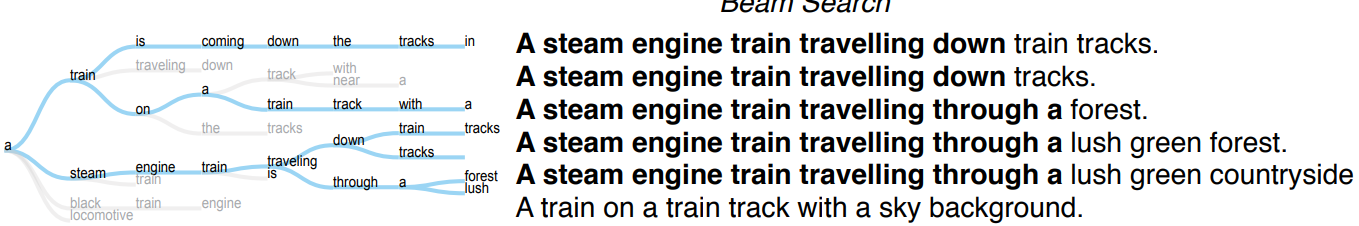 Beam Search
is coming down the tracks in
traveling down track with
train near a
a
on train track with a
the tracks
a
down train tracks
tracks
steam engine train traveling
train is
through a forest
lush
black train engine
locomotive
A steam engine train travelling down train tracks.
A steam engine train travelling down tracks.
A steam engine train travelling through a forest.
A steam engine train travelling through a lush green forest.
A steam engine train travelling through a lush green countryside
A train on a train track with a sky background.